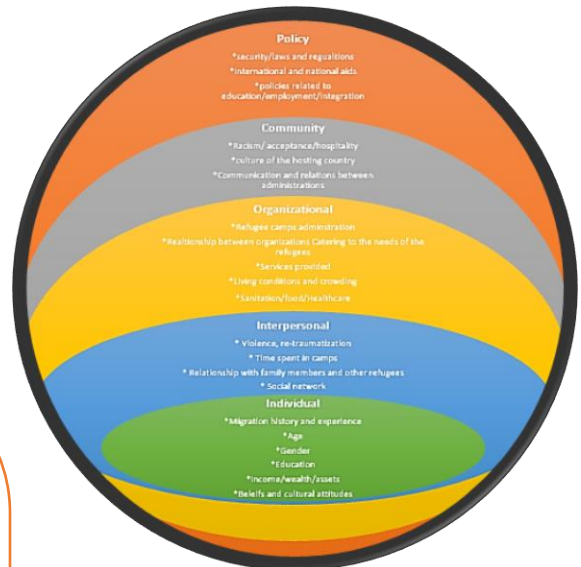 Policy
*security/laws and regualtions
*international and national aids
*policies related to
education/employment/integration
Community
*Racism/ acceptance/hospitality
*culture of the hosting country
*Communication and relations between
administrations
Organizational
*Refugee camps adminstration
*Realtionship between organizations Catering to the needs of the
refugees
*Services provided
*Living conditions and crowding
*Sanitation/food/Healthcare
Interpersonal
* Violence, re-traumatization
* Time spent in camps
* Relationship with family members and other refugees
* Social network
Individual
*Migration history and experience
*Age
*Gender
*Education
*Income/wealth/assets
*Beleifs and cultural attitudes